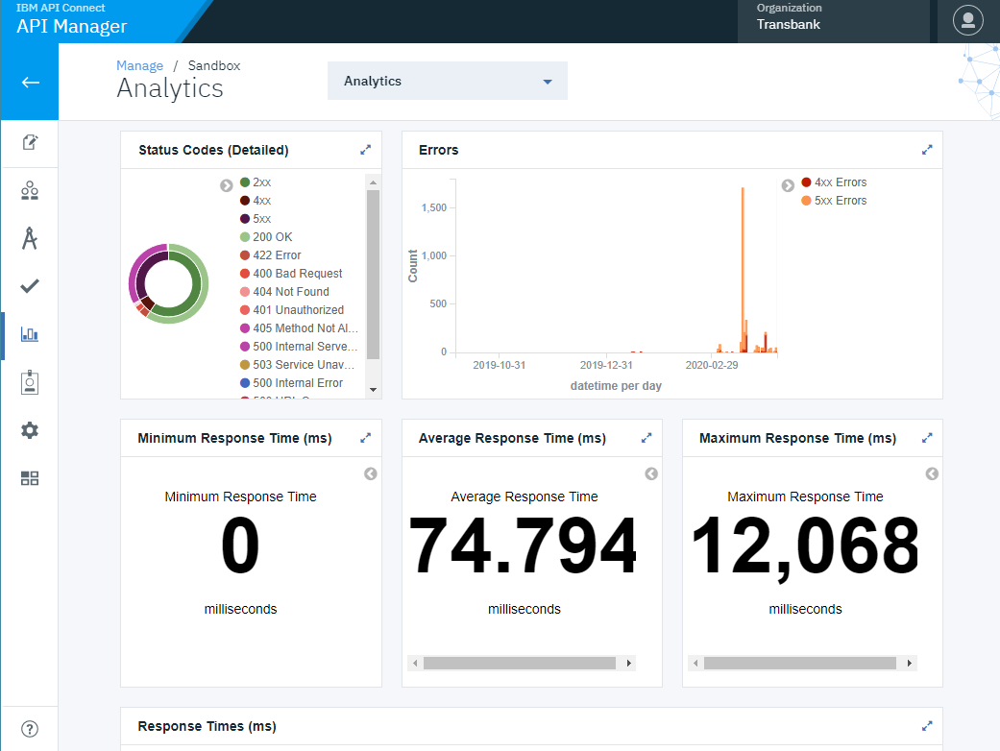 IBM API Connect
API Manager
Organization
Transbank
Manage / Sandbox
Analytics
Analytics
Status Codes (Detailed)
2xx
4xx
5xx
200 OK
422 Error
400 Bad Request
404 Not Found
401 Unauthorized
405 Method Not Al...
500 Internal Serve...
503 Service Unav...
500 Internal Error
Errors
4xx Errors
5xx Errors
Count
1,500
1,000
500
0
2019-10-31
2019-12-31
2020-02-29
datetime per day
Minimum Response Time (ms)
Minimum Response Time
0
milliseconds
Average Response Time (ms)
Average Response Time
74.794
milliseconds
Maximum Response Time (ms)
Maximum Response Time
12,068
milliseconds
Response Times (ms)
?